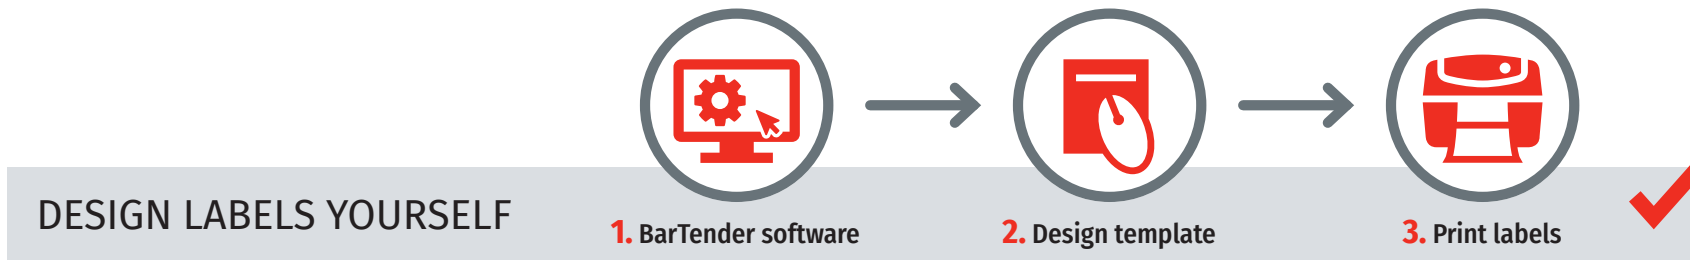 DESIGN LABELS YOURSELF
1. BarTender software
2. Design template
3. Print labels